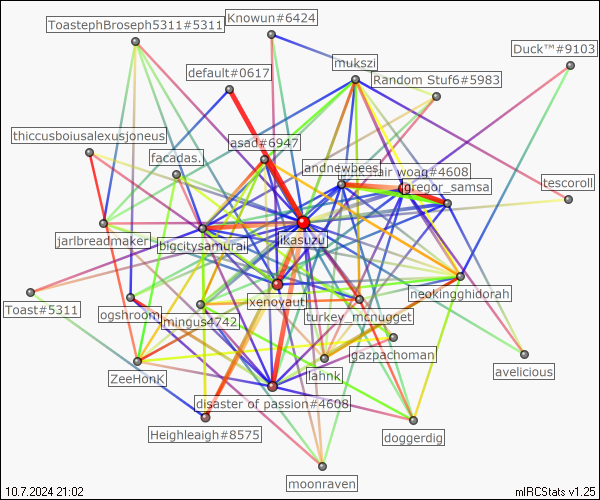 ToastephBroseph5311#5311
Knowun#6424
Duck™#9103
mukszi
default#0617
Random Stuf6#5983
asad#6947
thiccusboiusalexusjoneus
facadas.
andnewbees
air woag#4608
gregor_samsa
tescoroll
jarlbreadmaker
bigcitysamurai
jikasuzu
xenoyaut
neokingghidorah
Toast#5311
ogshroom
mingus4742
turkey_mcnugget
gazpachoman
ZeeHonK
lahnk
avelicious
disaster of passion#4608
Heighleaigh#8575
doggerdig
moonraven
10.7.2024 21:02
mIRCStats v1.25